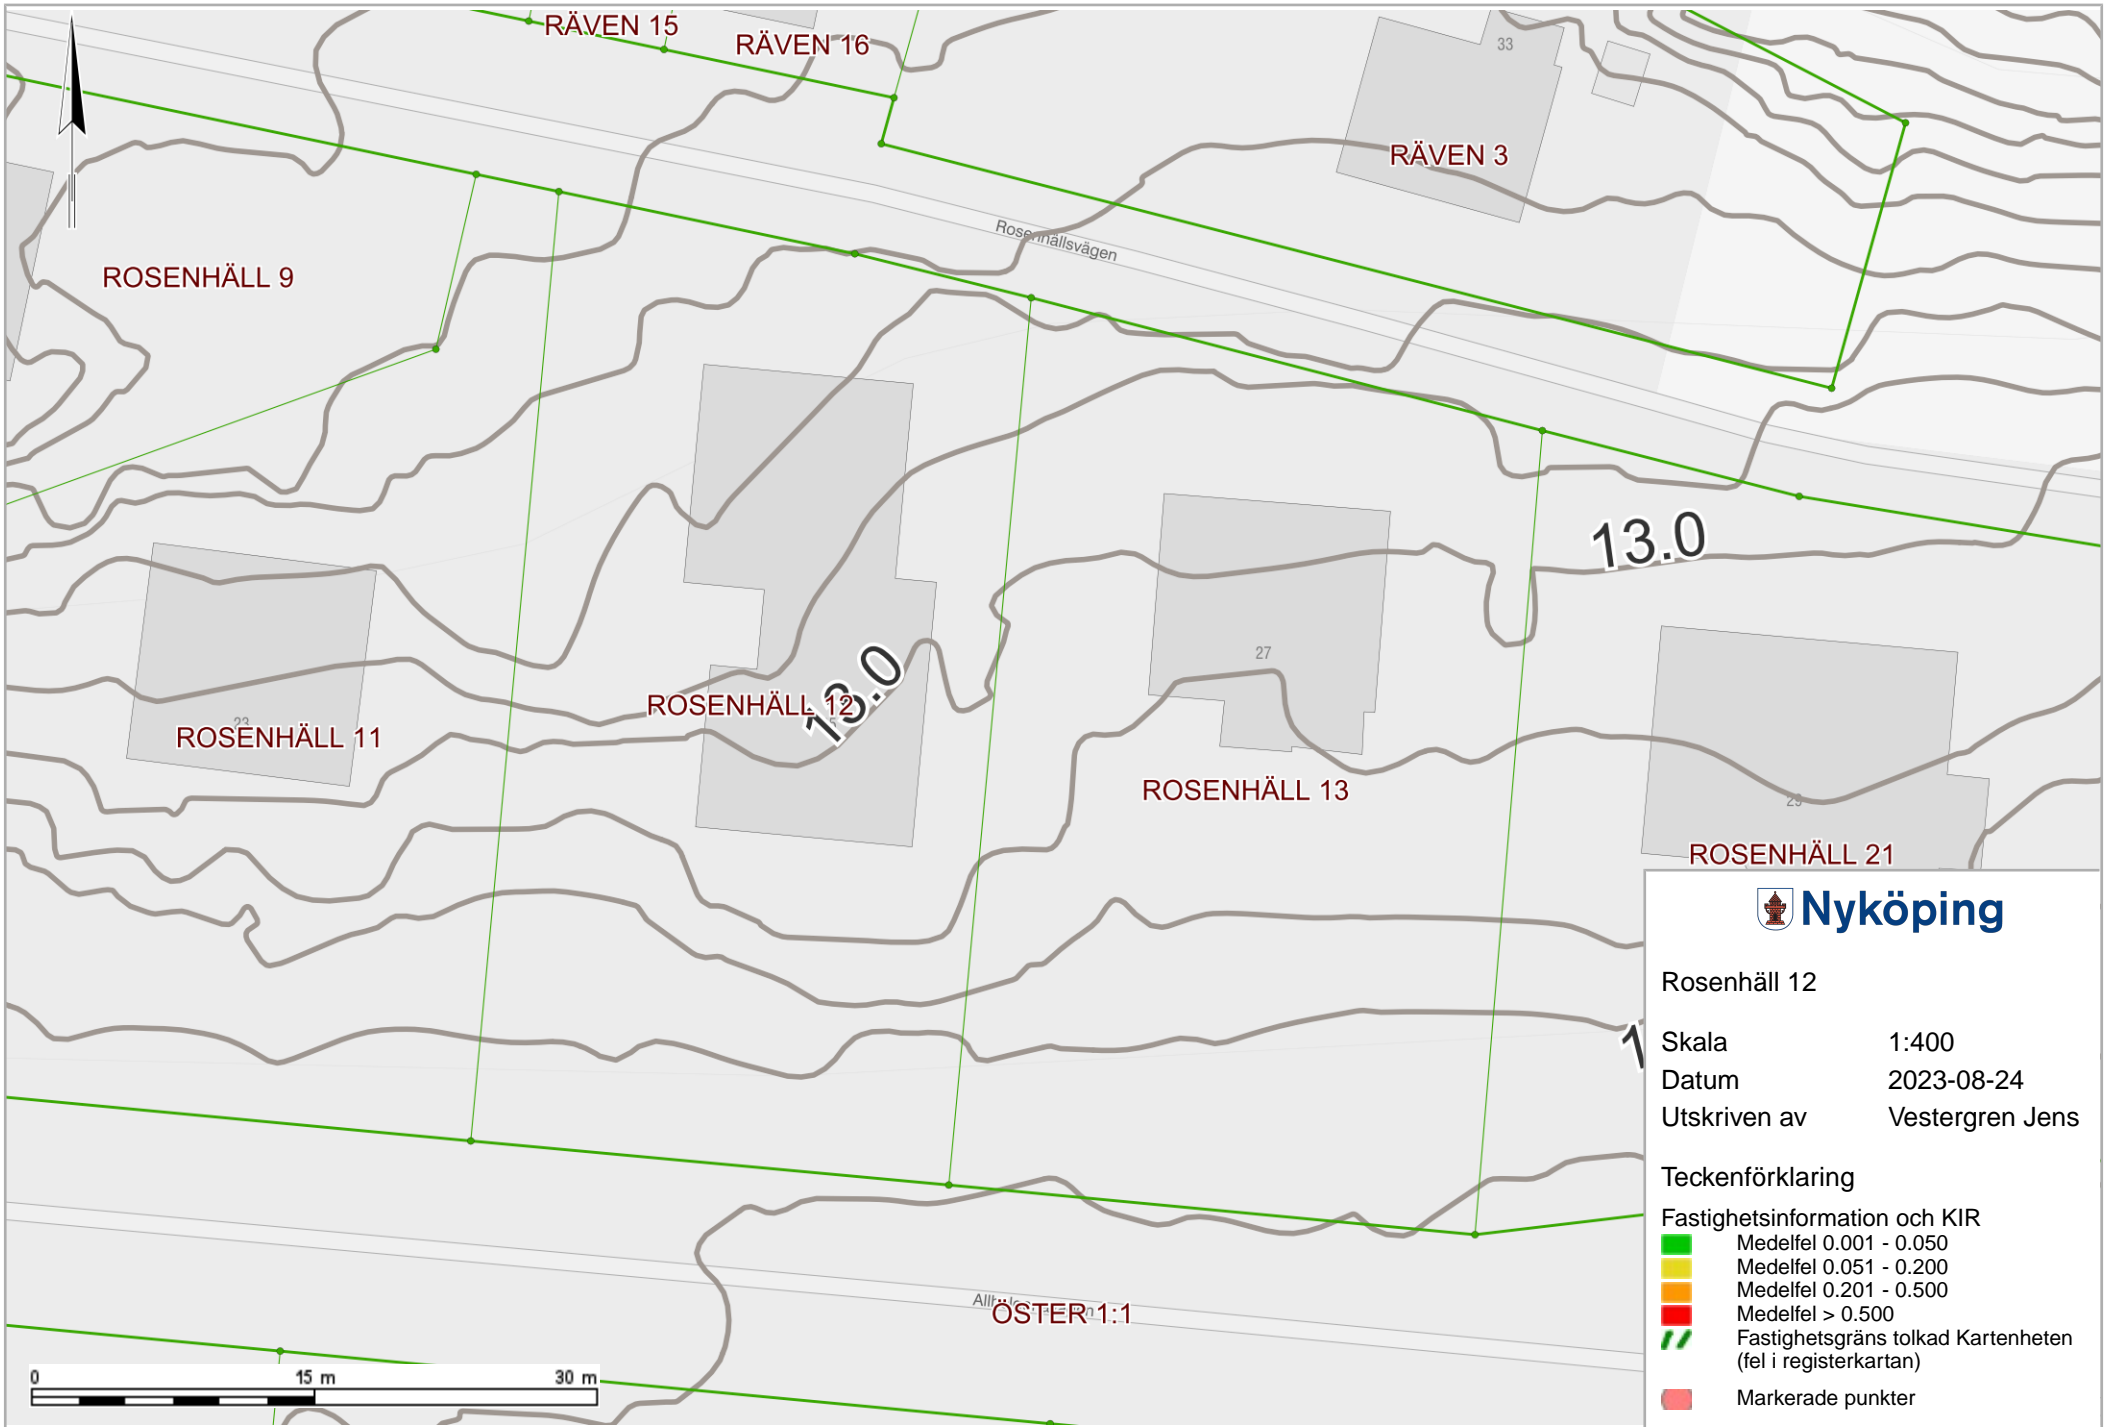 RÄVEN 15
RÄVEN 16
33
RÄVEN 3
Rosenhällsvägen
ROSENHÄLL 9
13.0
27
13.0
ROSENHÄLL 12
23
ROSENHÄLL 11
ROSENHÄLL 13
29
ROSENHÄLL 21
ÖSTER 1:1
0 15 m 30 m
Nyköping
Rosenhäll 12
Skala 1:400
Datum 2023-08-24
Utskriven av Vestergren Jens
Teckenförklaring
Fastighetsinformation och KIR
Medelfel 0.001 - 0.050
Medelfel 0.051 - 0.200
Medelfel 0.201 - 0.500
Medelfel > 0.500
Fastighetsgräns tolkad Kartenheten
(fel i registerkartan)
Markerade punkter